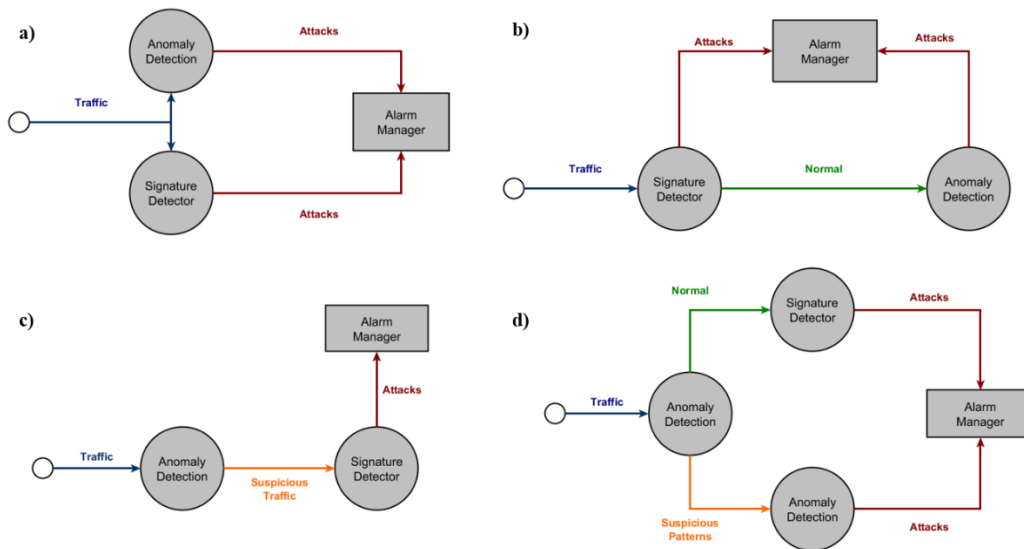 a)
Anomaly
Detection
Attacks
Traffic
Alarm
Manager
Signature
Detector
Attacks
b)
Attacks
Alarm
Manager
Attacks
Traffic
Signature
Detector
Normal
Anomaly
Detection
c)
Alarm
Manager
Attacks
Traffic
Anomaly
Detection
Suspicious
Traffic
Signature
Detector
d)
Normal
Signature
Detector
Attacks
Traffic
Anomaly
Detection
Alarm
Manager
Suspicious
Patterns
Anomaly
Detection
Attacks